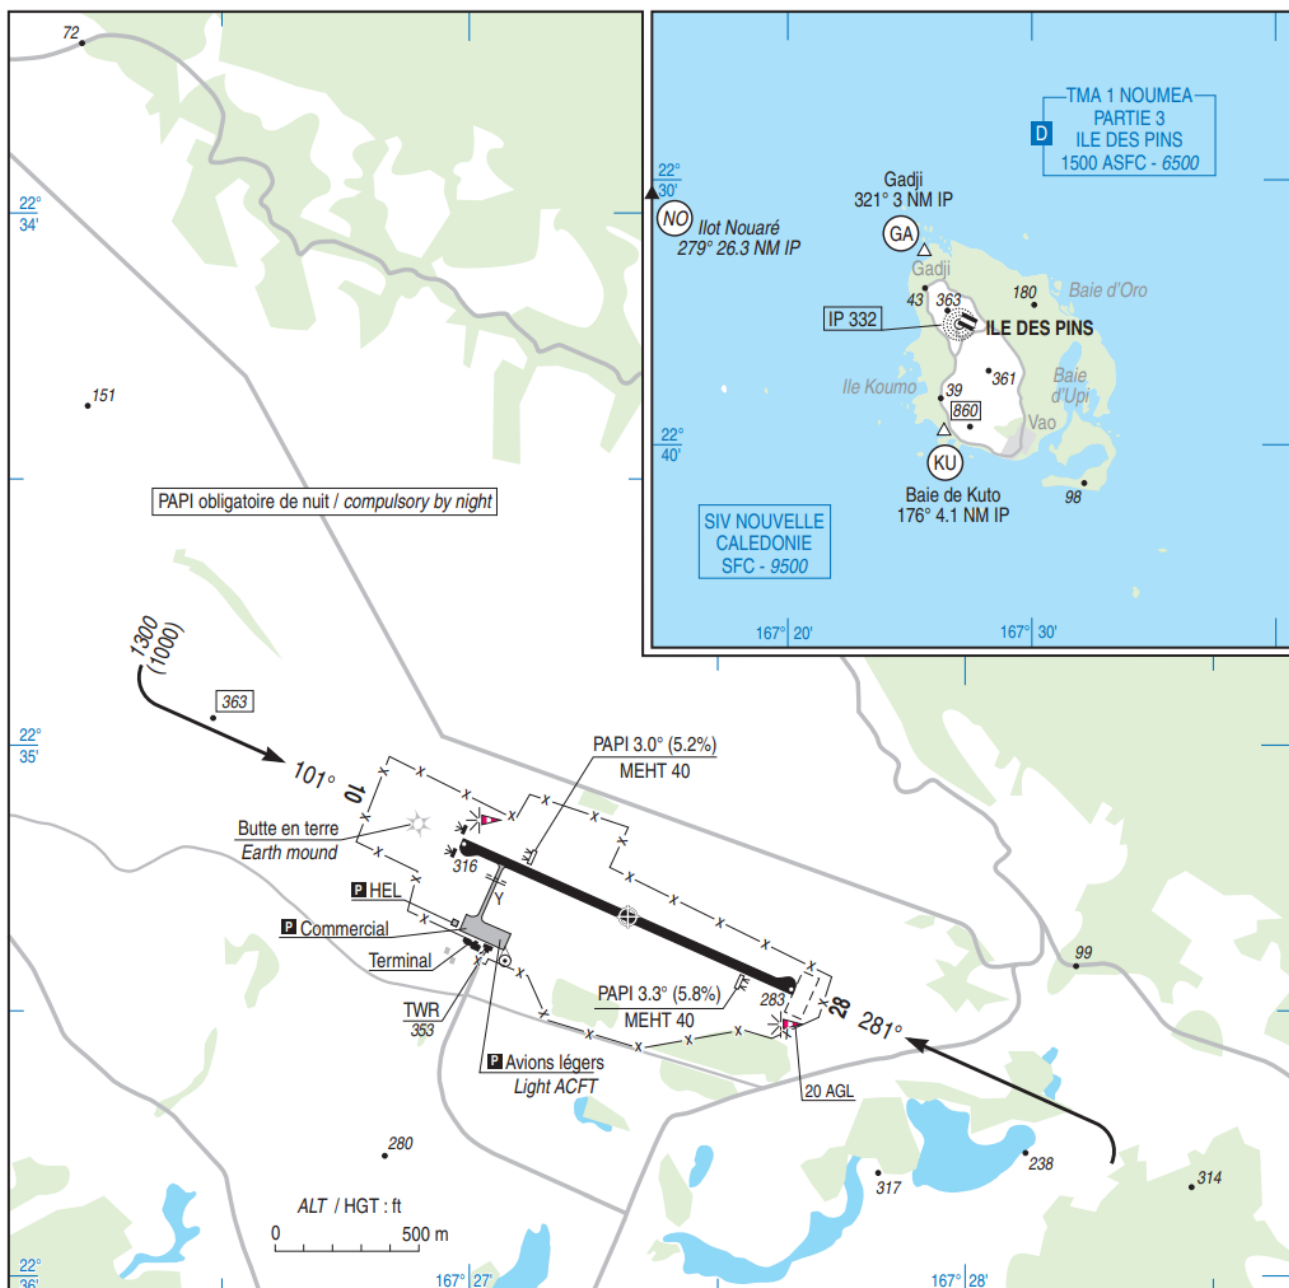 72
22°
34'
151
PAPI obligatoire de nuit / compulsory by night
1300
(1000)
363
22°
35'
101°
10
PAPI 3.0° (5.2%)
MEHT 40
Butte en terre
Earth mound
316
P HEL
Y
P Commercial
Terminal
TWR
353
PAPI 3.3° (5.8%)
MEHT 40
283
28
281°
99
P Avions légers
Light ACFT
20 AGL
280
317
238
314
ALT / HGT : ft
0
500 m
22°
36'
167° 27'
167° 28'
TMA 1 NOUMEA
PARTIE 3
D
ILE DES PINS
1500 ASFC - 6500
22°
30'
NO
Ilot Nouaré
279° 26.3 NM IP
Gadji
321° 3 NM IP
GA
Gadji
43
363
180
Baie d'Oro
IP 332
ILE DES PINS
361
Ile Koumo
39
Baie
d'Upi
860
Vao
22°
40'
KU
Baie de Kuto
176° 4.1 NM IP
98
SIV NOUVELLE
CALEDONIE
SFC - 9500
167° 20'
167° 30'